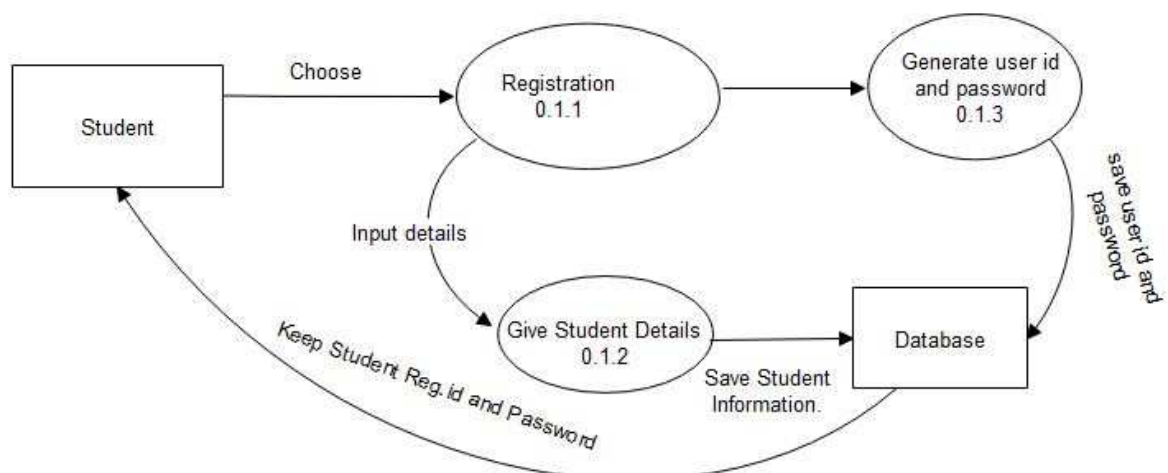 Choose
Student
Registration
0.1.1
Generate user id
and password
0.1.3
save user id and
password
Input details
Give Student Details
0.1.2
Save Student
Information.
Database
Keep Student Reg.id and Password